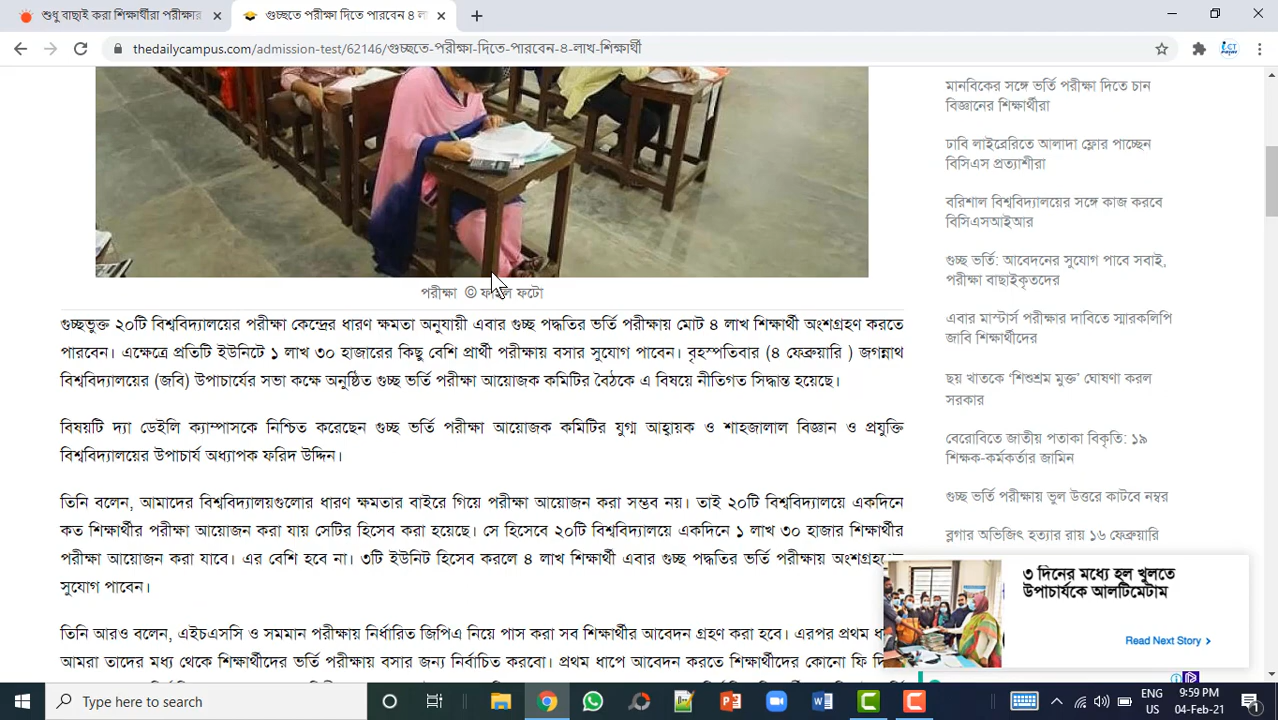 শুধু বাছাই করা শিক্ষার্থীরা পরীক্ষার
গুচ্ছতে পরীক্ষা দিতে পারবেন ৪ লা
thedailycampus.com/admission-test/62146/গুচ্ছতে-পরীক্ষা-দিতে-পারবেন-৪-লাখ-শিক্ষার্থী
পরীক্ষা © ফাইল ফটো
গুচ্ছভুক্ত ২০টি বিশ্ববিদ্যালয়ের পরীক্ষা কেন্দ্রের ধারণ ক্ষমতা অনুযায়ী এবার গুচ্ছ পদ্ধতির ভর্তি পরীক্ষায় মোট ৪ লাখ শিক্ষার্থী অংশগ্রহণ করতে
পারবেন। এক্ষেত্রে প্রতিটি ইউনিটে ১ লাখ ৩০ হাজারের কিছু বেশি প্রার্থী পরীক্ষায় বসার সুযোগ পাবেন। বৃহস্পতিবার (৪ ফেব্রুয়ারি ) জগন্নাথ
বিশ্ববিদ্যালয়ের (জবি) উপাচার্যের সভা কক্ষে অনুষ্ঠিত গুচ্ছ ভর্তি পরীক্ষা আয়োজক কমিটির বৈঠকে এ বিষয়ে নীতিগত সিদ্ধান্ত হয়েছে।
বিষয়টি দ্যা ডেইলি ক্যাম্পাসকে নিশ্চিত করেছেন গুচ্ছ ভর্তি পরীক্ষা আয়োজক কমিটির যুগ্ম আহ্বায়ক ও শাহজালাল বিজ্ঞান ও প্রযুক্তি
বিশ্ববিদ্যালয়ের উপাচার্য অধ্যাপক ফরিদ উদ্দিন।
তিনি বলেন, আমাদের বিশ্ববিদ্যালয়গুলোর ধারণ ক্ষমতার বাইরে গিয়ে পরীক্ষা আয়োজন করা সম্ভব নয়। তাই ২০টি বিশ্ববিদ্যালয়ে একদিনে
কত শিক্ষার্থীর পরীক্ষা আয়োজন করা যায় সেটির হিসেব করা হয়েছে। সে হিসেবে ২০টি বিশ্ববিদ্যালয়ে একদিনে ১ লাখ ৩০ হাজার শিক্ষার্থীর
পরীক্ষা আয়োজন করা যাবে। এর বেশি হবে না। ৩টি ইউনিট হিসেব করলে ৪ লাখ শিক্ষার্থী এবার গুচ্ছ পদ্ধতির ভর্তি পরীক্ষায় অংশগ্রহণের
সুযোগ পাবেন।
তিনি আরও বলেন, এইচএসসি ও সমমান পরীক্ষায় নির্ধারিত জিপিএ নিয়ে পাস করা সব শিক্ষার্থীর আবেদন গ্রহণ করা হবে। এরপর প্রথম
আমরা তাদের মধ্য থেকে শিক্ষার্থীদের ভর্তি পরীক্ষায় বসার জন্য নির্বাচিত করবো। প্রথম ধাপে আবেদন করতে শিক্ষার্থীদের কোনো ফি
মানবিকের সঙ্গে ভর্তি পরীক্ষা দিতে চান
বিজ্ঞানের শিক্ষার্থীরা
ঢাবি লাইব্রেরিতে আলাদা ফ্লোর পাচ্ছেন
বিসিএস প্রত্যাশীরা
বরিশাল বিশ্ববিদ্যালয়ের সঙ্গে কাজ করবে
বিসিএসআইআর
গুচ্ছ ভর্তি: আবেদনের সুযোগ পাবে সবাই,
পরীক্ষা বাছাইকৃতদের
এবার মাস্টার্স পরীক্ষার দাবিতে স্মারকলিপি
জাবি শিক্ষার্থীদের
ছয় খাতকে ‘শিশুশ্রম মুক্ত’ ঘোষণা করল
সরকার
বেরোবিতে জাতীয় পতাকা বিকৃতি: ১৯
শিক্ষক-কর্মকর্তার জামিন
গুচ্ছ ভর্তি পরীক্ষায় ভুল উত্তরে কাটবে নম্বর
ব্লগার অভিজিৎ হত্যার রায় ১৬ ফেব্রুয়ারি
৩ দিনের মধ্যে হল খুলতে
উপাচার্যকে আলটিমেটাম
Read Next Story
Type here to search
ENG
US
9:59 PM
04-Feb-21